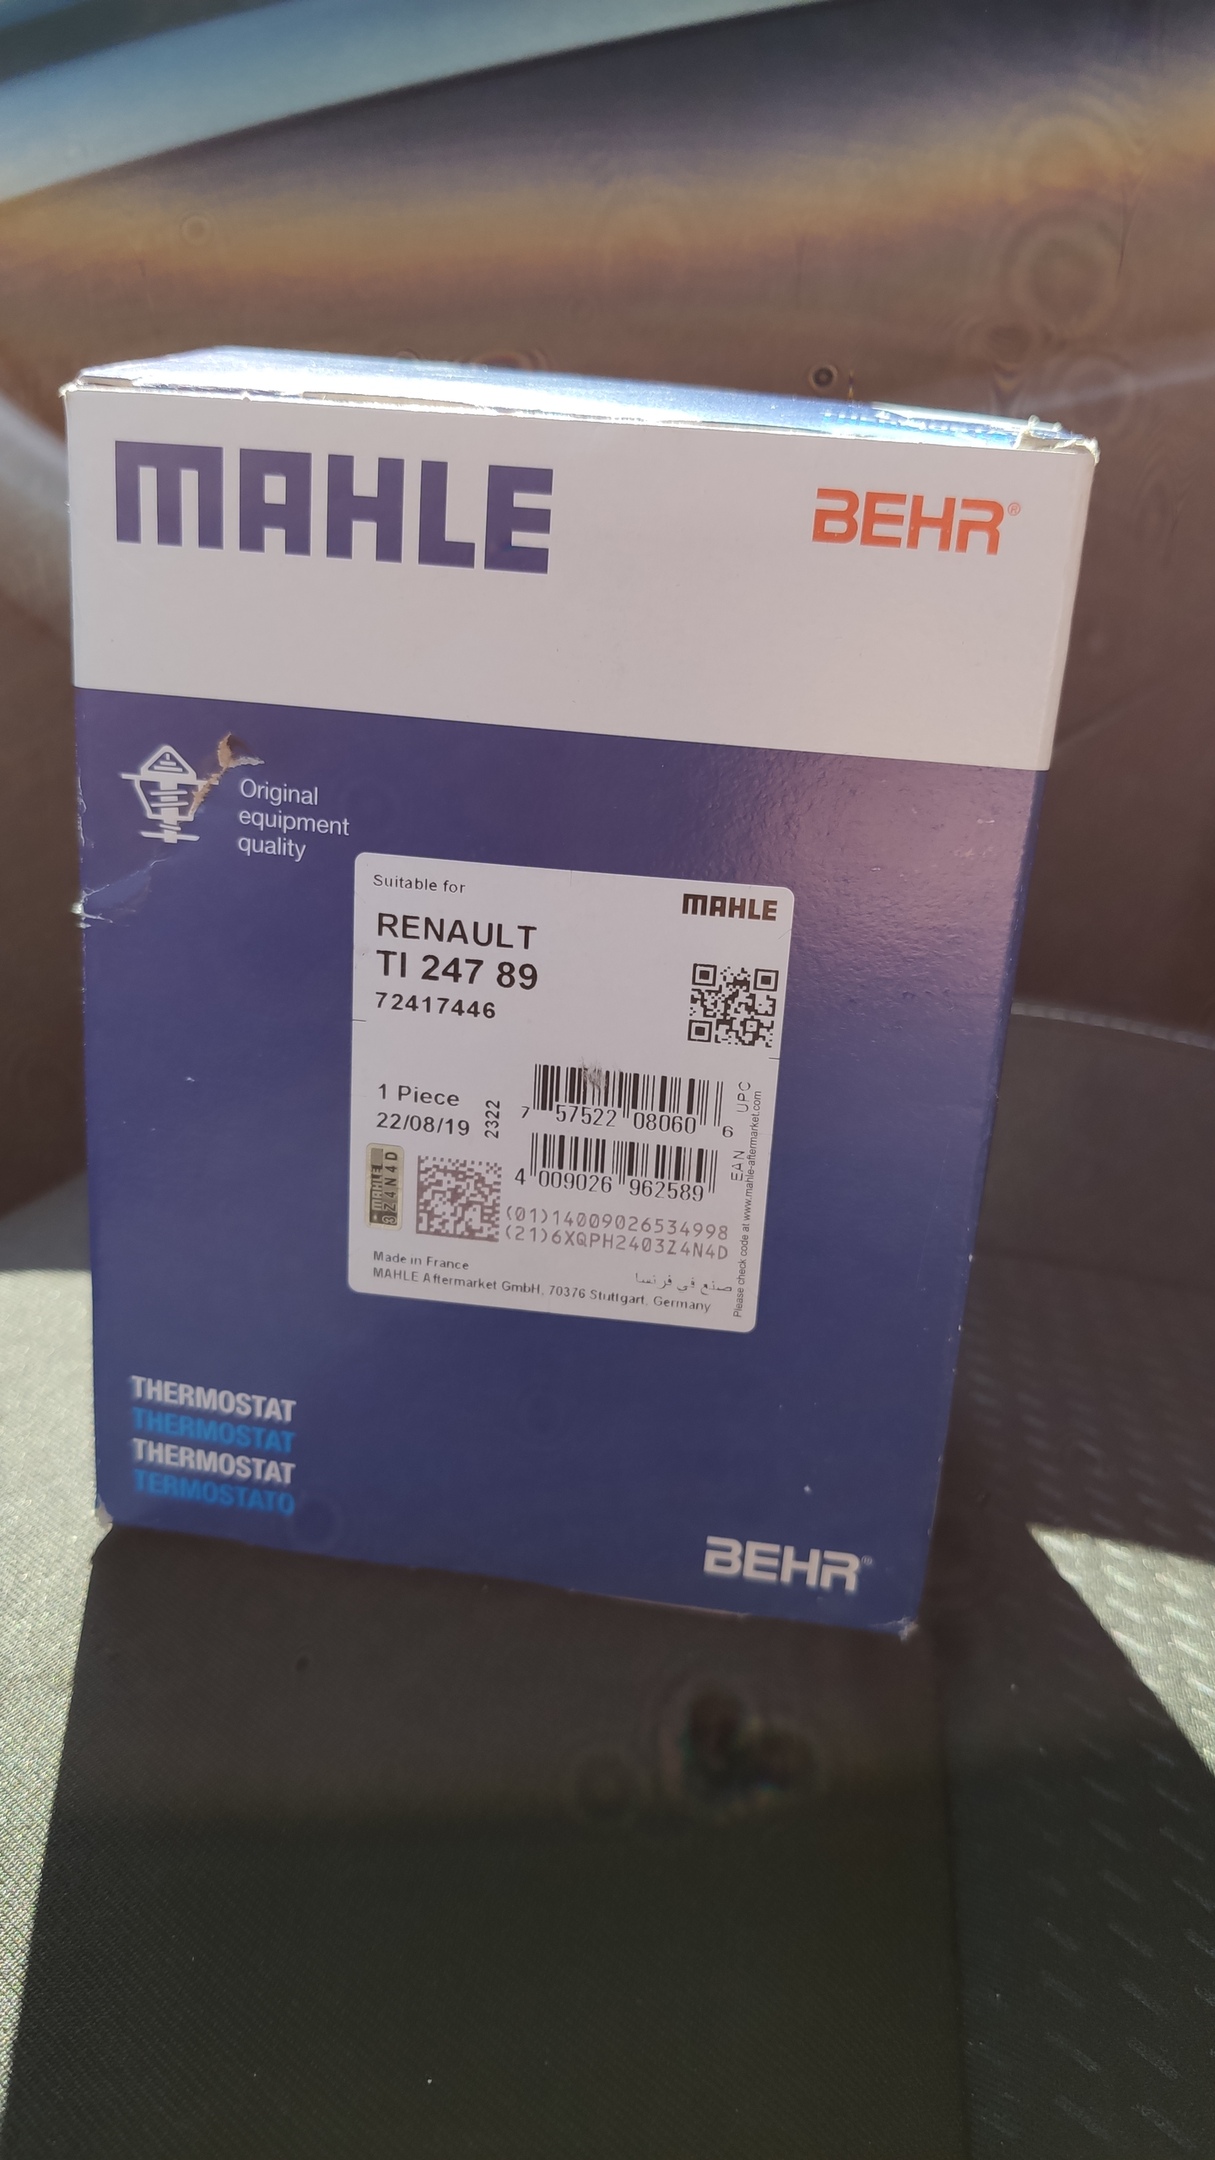 MAHLE
BEHR®
Original
equipment
quality
Suitable for
MAHLE
RENAULT
TI 247 89
72417446
1 Piece
22/08/19
2322
7 57522 08060 6
UPC
4 009026 962589
EAN
MAHLE
3Z4N4D
(01)14009026534998
(21)6XQPH2403Z4N4D
Please check code at www.mahle-aftermarket.com
Made in France
صنع في فرنسا
MAHLE Aftermarket GmbH, 70376 Stuttgart, Germany
THERMOSTAT
THERMOSTAT
THERMOSTAT
TERMOSTATO
BEHR®